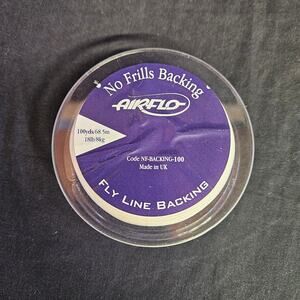 No Frills Backing
AIRFLO
100yds/68.5m
18lb/8kg
Code NF-BACKING-100
Made in UK
FLY LINE BACKING